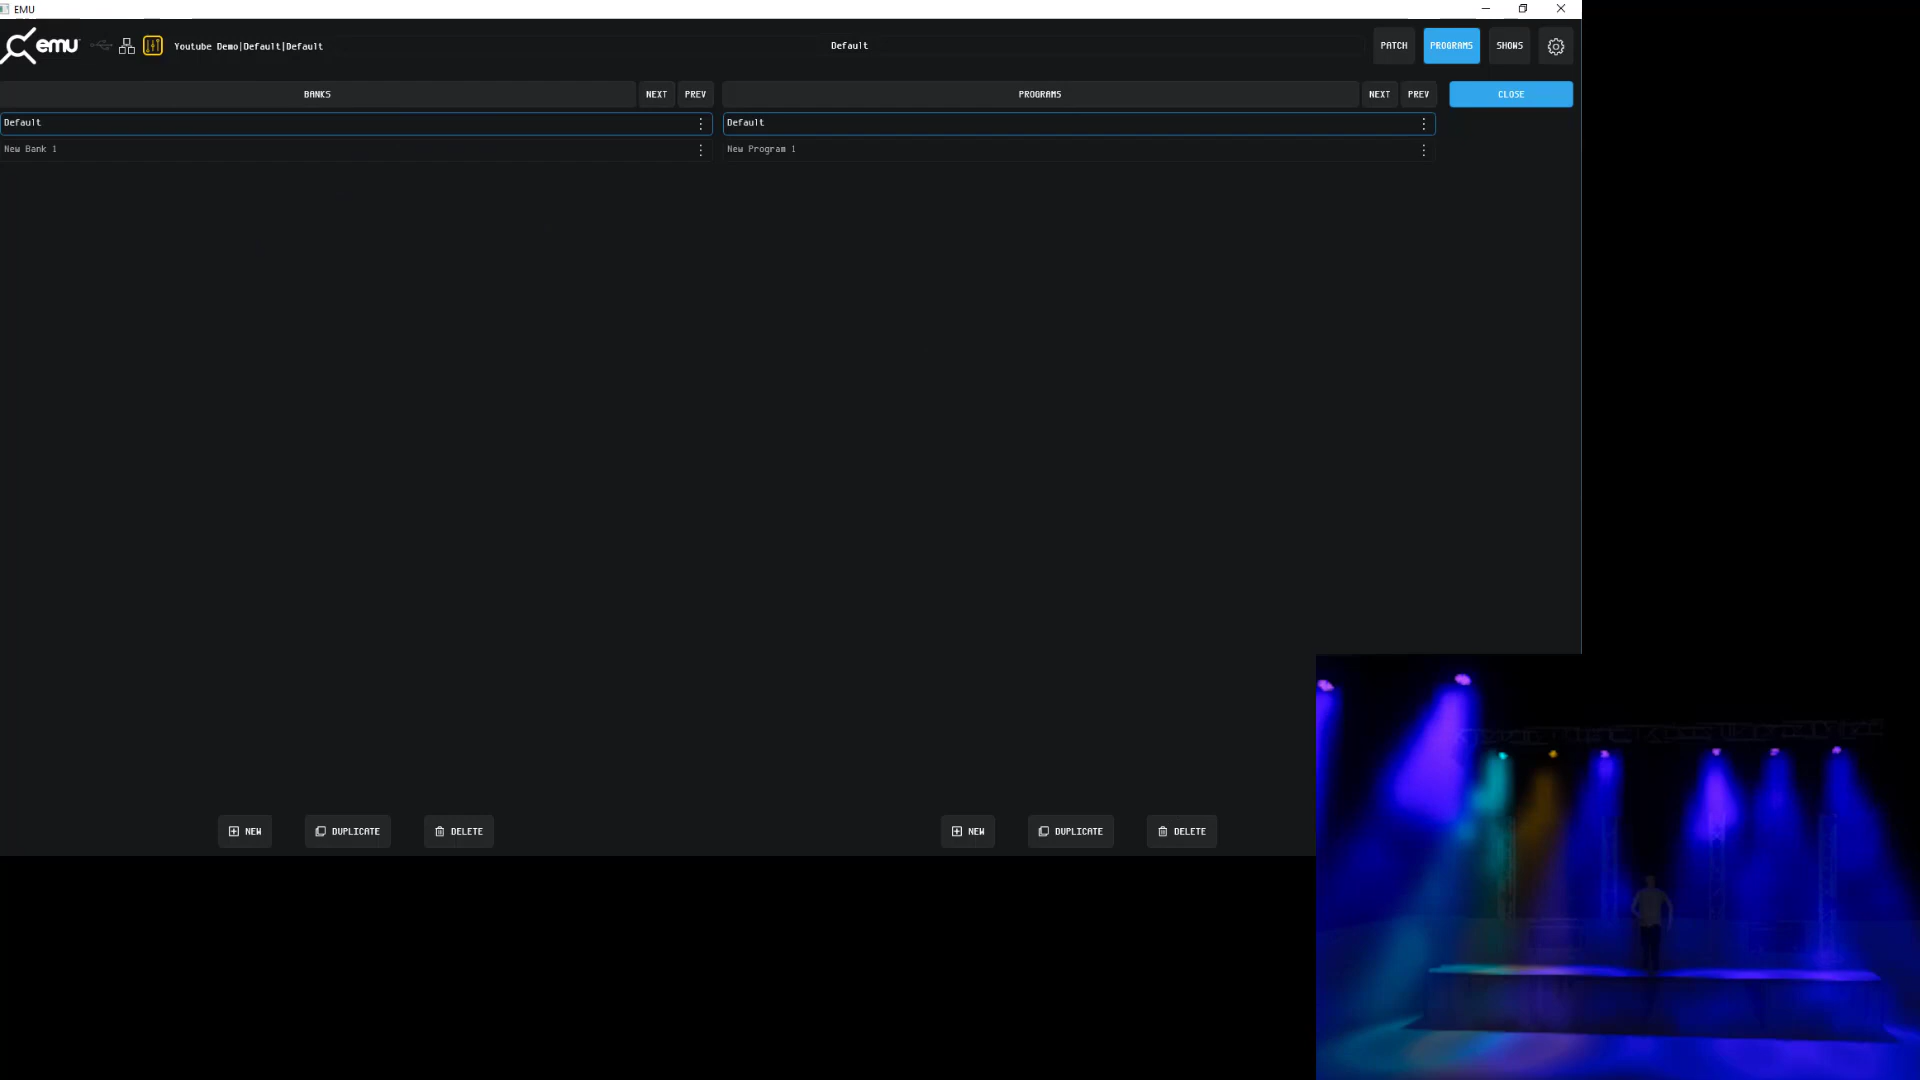 EMU
emu
Youtube Demo|Default|Default
Default
PATCH
PROGRAMS
SHOWS
BANKS
NEXT
PREV
PROGRAMS
NEXT
PREV
CLOSE
Default
Default
New Bank 1
New Program 1
NEW
DUPLICATE
DELETE
NEW
DUPLICATE
DELETE